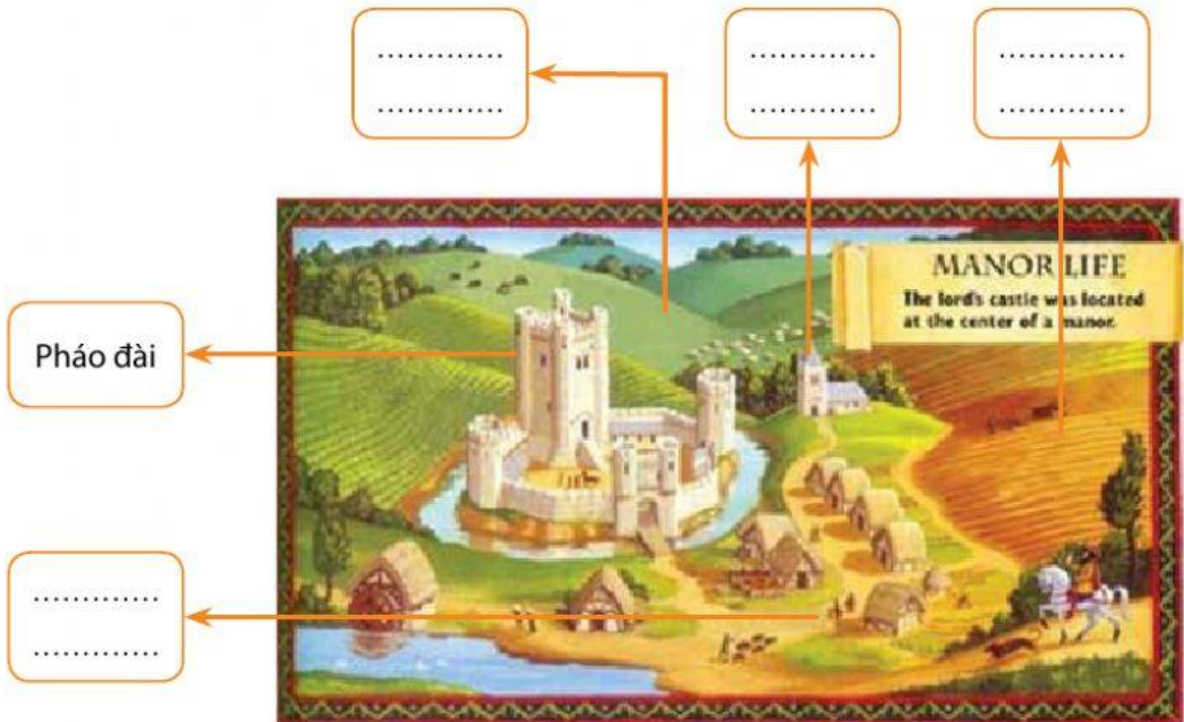 .............
.............
.............
.............
.............
.............
MANOR LIFE
The lord's castle was located
at the center of a manor.
Pháo đài
.............
.............